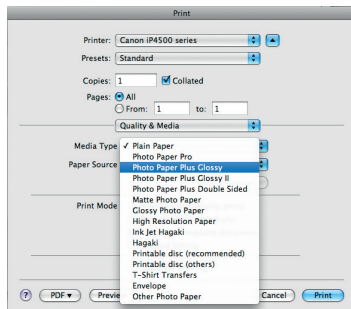 Print
Printer: Canon iP4500 series
Presets: Standard
Copies: 1 Collated
Pages: All
From: 1 to: 1
Quality & Media
Media Type ✓ Plain Paper
Photo Paper Pro
Photo Paper Plus Glossy
Paper Source
Photo Paper Plus Glossy II
Photo Paper Plus Double Sided
Matte Photo Paper
Print Mode
Glossy Photo Paper
High Resolution Paper
Ink Jet Hagaki
Hagaki
Printable disc (recommended)
Printable disc (others)
T-Shirt Transfers
Envelope
Other Photo Paper
? PDF ▾ Previe Cancel Print